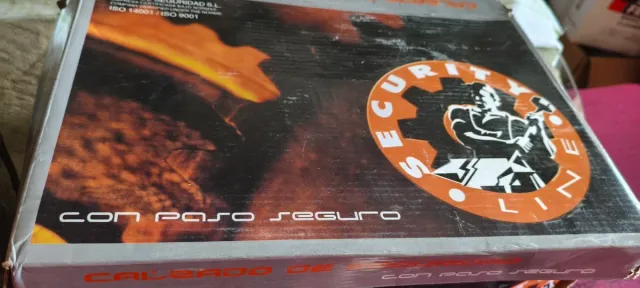 SEGURIDAD S.L.
ISO 14001 / ISO 9001
SECURITY
LINE
CON PASO SEGURO
CALZADO DE
CON PASO SEGURO